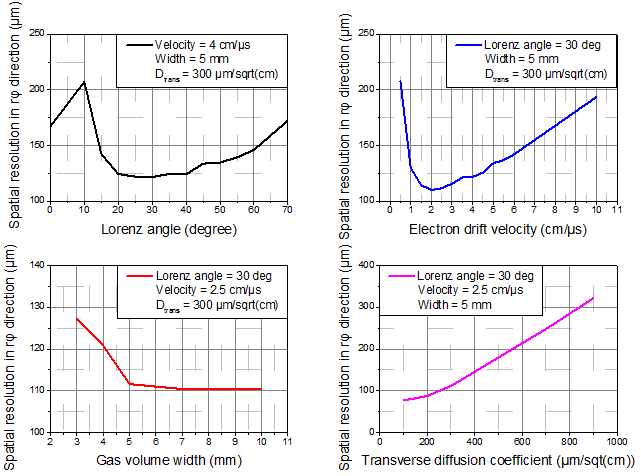 Spatial resolution in rφ direction (µm)
250
200
150
100
Velocity = 4 cm/µs
Width = 5 mm
Dtrans = 300 µm/sqrt(cm)
0 10 20 30 40 50 60 70
Lorenz angle (degree)
Spatial resolution in rφ direction (µm)
250
200
150
100
Lorenz angle = 30 deg
Width = 5 mm
Dtrans = 300 µm/sqrt(cm)
0 1 2 3 4 5 6 7 8 9 10 11
Electron drift velocity (cm/µs)
Spatial resolution in rφ direction (µm)
140
130
120
110
100
Lorenz angle = 30 deg
Velocity = 2.5 cm/µs
Dtrans = 300 µm/sqrt(cm)
2 3 4 5 6 7 8 9 10 11
Gas volume width (mm)
Spatial resolution in rφ direction (µm)
400
300
200
100
0
Lorenz angle = 30 deg
Velocity = 2.5 cm/µs
Width = 5 mm
0 200 400 600 800 1000
Transverse diffusion coefficient (µm/sqt(cm))